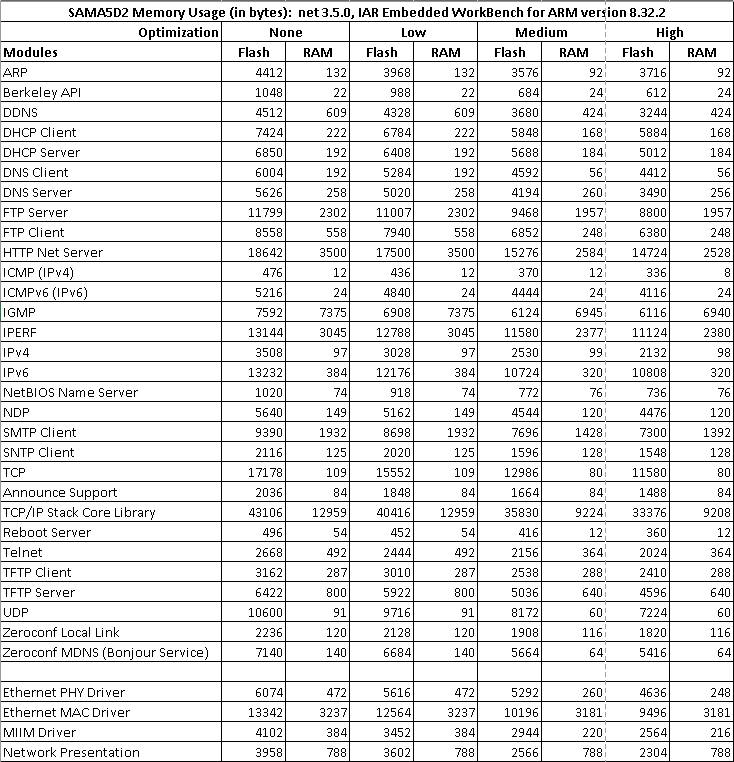 SAMA5D2 Memory Usage (in bytes): net 3.5.0, IAR Embedded WorkBench for ARM version 8.32.2
Optimization None Low Medium High
Modules Flash RAM Flash RAM Flash RAM Flash RAM
ARP 4412 132 3968 132 3576 92 3716 92
Berkeley API 1048 22 988 22 684 24 612 24
DDNS 4512 609 4328 609 3680 424 3244 424
DHCP Client 7424 222 6784 222 5848 168 5884 168
DHCP Server 6850 192 6408 192 5688 184 5012 184
DNS Client 6004 192 5284 192 4592 56 4412 56
DNS Server 5626 258 5020 258 4194 260 3490 256
FTP Server 11799 2302 11007 2302 9468 1957 8800 1957
FTP Client 8558 558 7940 558 6852 248 6380 248
HTTP Net Server 18642 3500 17500 3500 15276 2584 14724 2528
ICMP (IPv4) 476 12 436 12 370 12 336 8
ICMPv6 (IPv6) 5216 24 4840 24 4444 24 4116 24
IGMP 7592 7375 6908 7375 6124 6945 6116 6940
IPERF 13144 3045 12788 3045 11580 2377 11124 2380
IPv4 3508 97 3028 97 2530 99 2132 98
IPv6 13232 384 12176 384 10724 320 10808 320
NetBIOS Name Server 1020 74 918 74 772 76 736 76
NDP 5640 149 5162 149 4544 120 4476 120
SMTP Client 9390 1932 8698 1932 7696 1428 7300 1392
SNTP Client 2116 125 2020 125 1596 128 1548 128
TCP 17178 109 15552 109 12986 80 11580 80
Announce Support 2036 84 1848 84 1664 84 1488 84
TCP/IP Stack Core Library 43106 12959 40416 12959 35830 9224 33376 9208
Reboot Server 496 54 452 54 416 12 360 12
Telnet 2668 492 2444 492 2156 364 2024 364
TFTP Client 3162 287 3010 287 2538 288 2410 288
TFTP Server 6422 800 5922 800 5036 640 4596 640
UDP 10600 91 9716 91 8172 60 7224 60
Zeroconf Local Link 2236 120 2128 120 1908 116 1820 116
Zeroconf MDNS (Bonjour Service) 7140 140 6684 140 5664 64 5416 64
Ethernet PHY Driver 6074 472 5616 472 5292 260 4636 248
Ethernet MAC Driver 13342 3237 12564 3237 10196 3181 9496 3181
MIIM Driver 4102 384 3452 384 2944 220 2564 216
Network Presentation 3958 788 3602 788 2566 788 2304 788